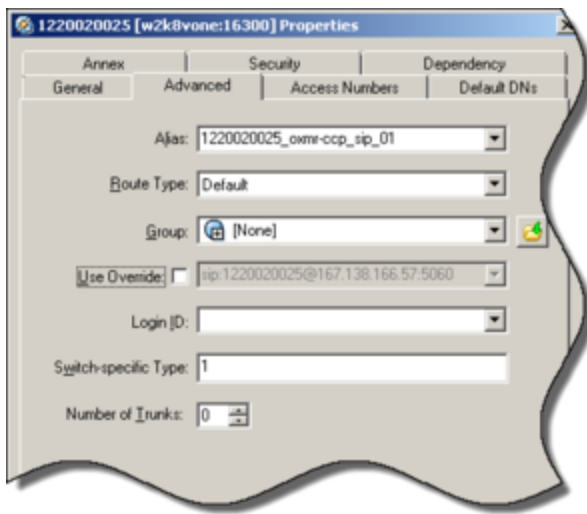 1220020025 [w2k8vone:16300] Properties
Annex Security Dependency
General Advanced Access Numbers Default DNs
Alias: 1220020025_oxmr-ccp_sip_01
Route Type: Default
Group: [None]
Use Override: sip:1220020025@167.138.166.57:5060
Login ID:
Switch-specific Type: 1
Number of Trunks: 0